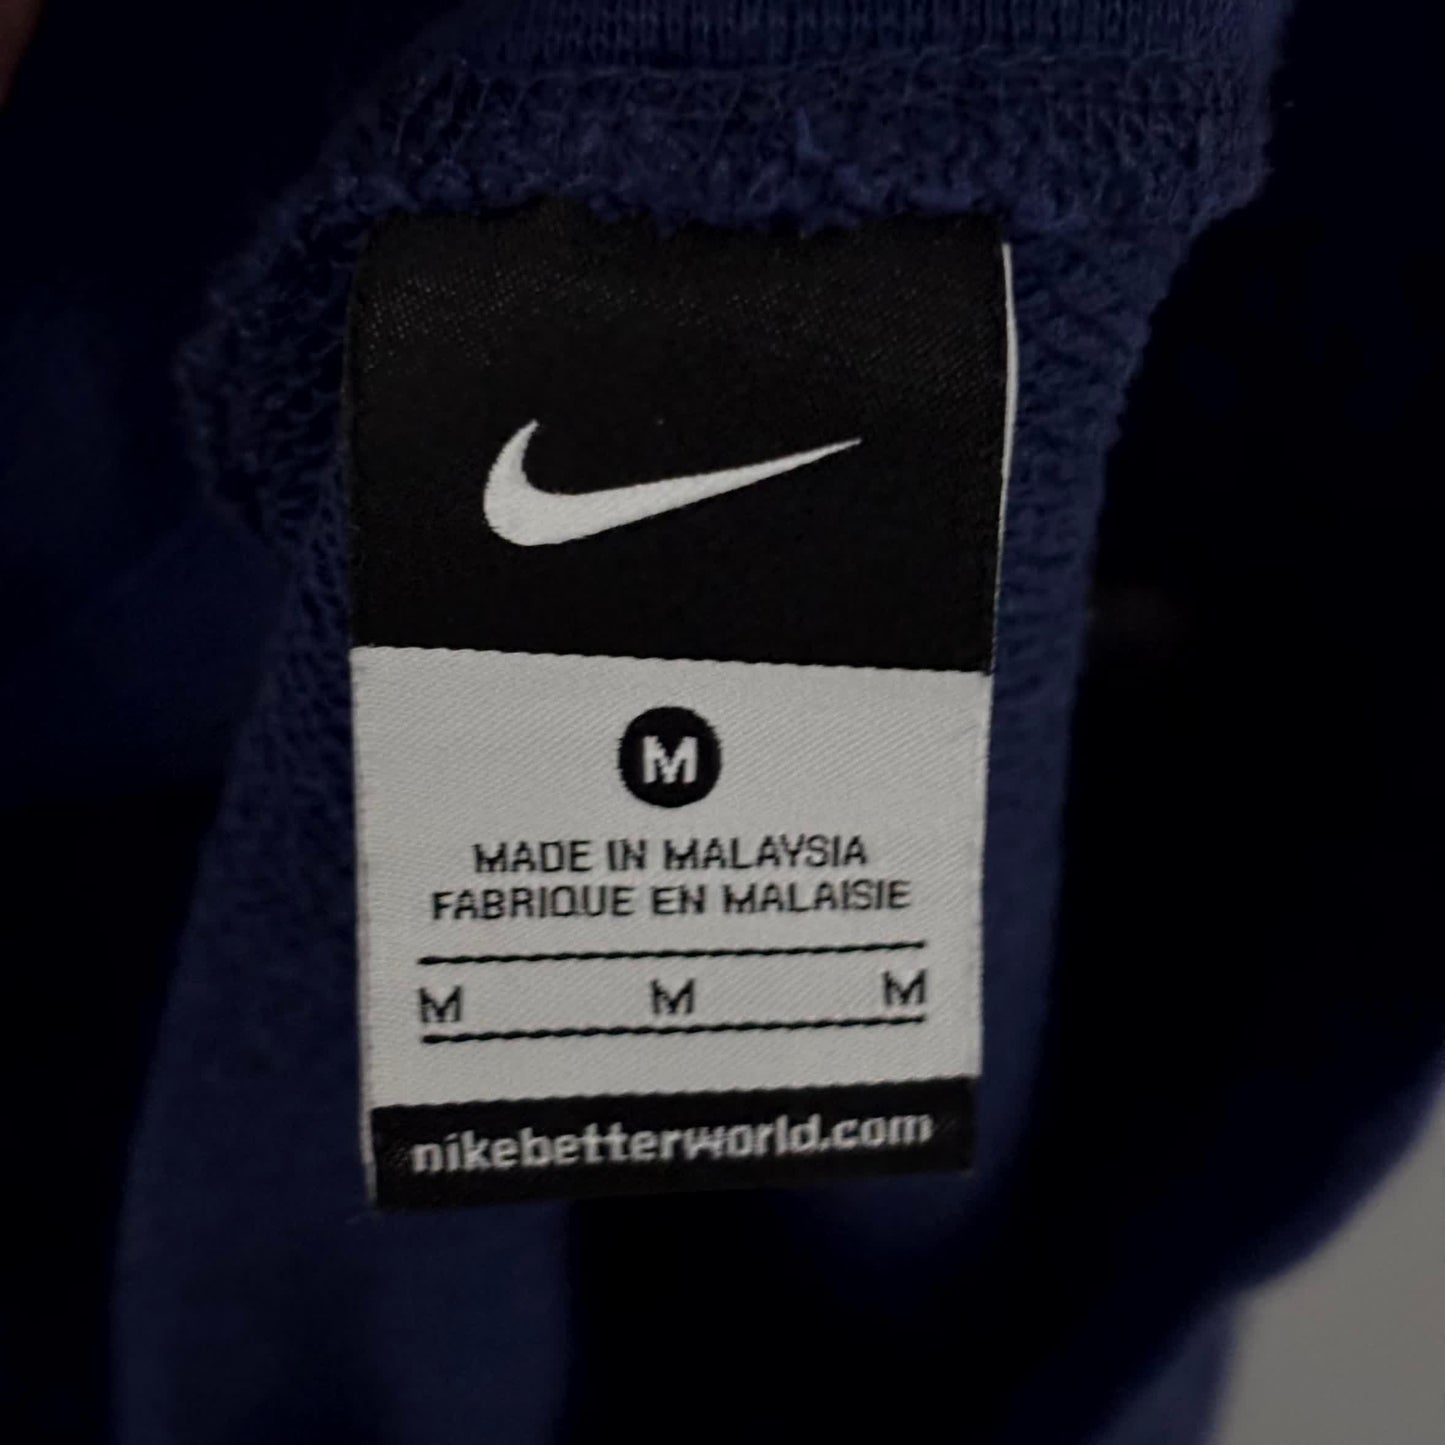 M
MADE IN MALAYSIA
FABRIQUE EN MALAISIE
M M M
nikebetterworld.com